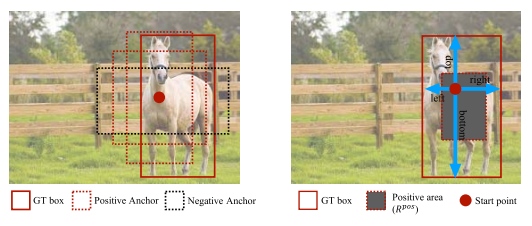 top
right
left
bottom
GT box
Positive Anchor
Negative Anchor
GT box
Positive area
(R^pos)
Start point